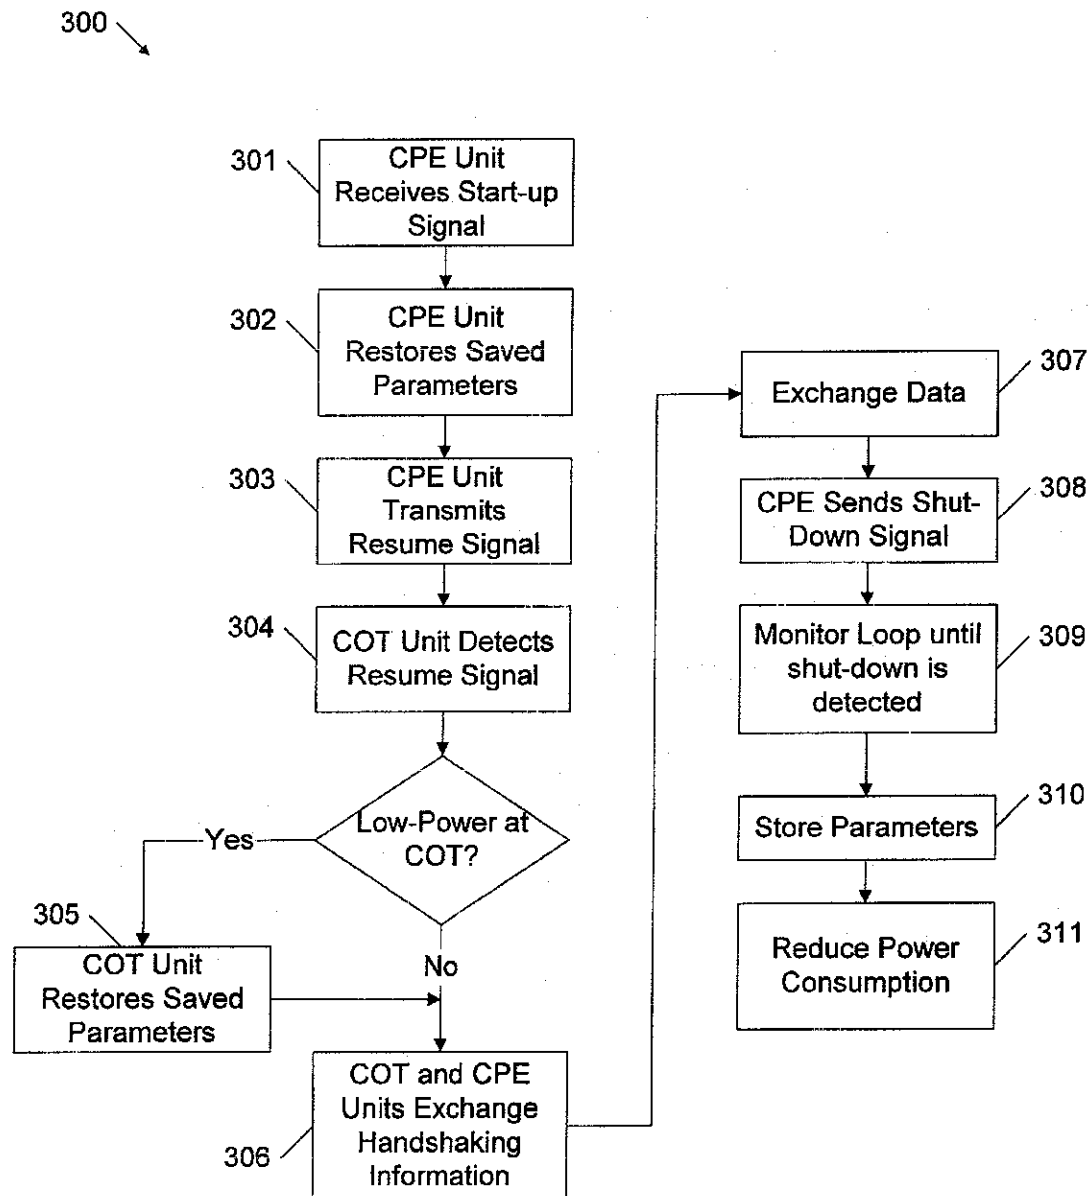 300
301
CPE Unit
Receives Start-up
Signal
302
CPE Unit
Restores Saved
Parameters
303
CPE Unit
Transmits
Resume Signal
304
COT Unit Detects
Resume Signal
Low-Power at
COT?
Yes
No
305
COT Unit
Restores Saved
Parameters
306
COT and CPE
Units Exchange
Handshaking
Information
307
Exchange Data
308
CPE Sends Shut-
Down Signal
309
Monitor Loop until
shut-down is
detected
310
Store Parameters
311
Reduce Power
Consumption